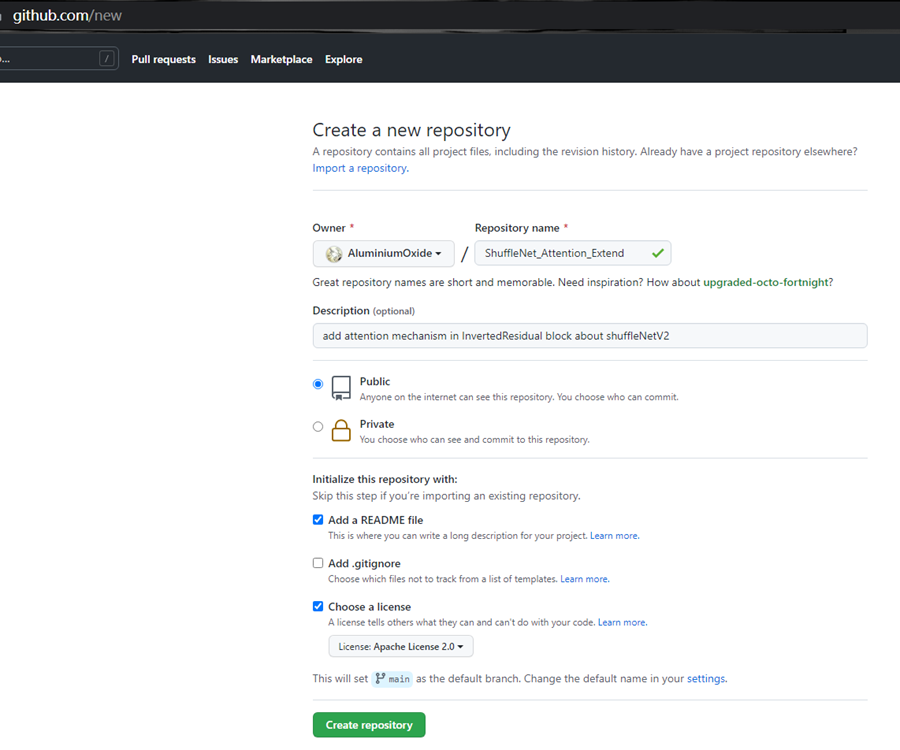 github.com/new
...
/
Pull requests Issues Marketplace Explore
Create a new repository
A repository contains all project files, including the revision history. Already have a project repository elsewhere?
Import a repository.
Owner * Repository name *
AluminiumOxide / ShuffleNet_Attention_Extend
Great repository names are short and memorable. Need inspiration? How about upgraded-octo-fortnight?
Description (optional)
add attention mechanism in InvertedResidual block about shuffleNetV2
Public
Anyone on the internet can see this repository. You choose who can commit.
Private
You choose who can see and commit to this repository.
Initialize this repository with:
Skip this step if you're importing an existing repository.
Add a README file
This is where you can write a long description for your project. Learn more.
Add .gitignore
Choose which files not to track from a list of templates. Learn more.
Choose a license
A license tells others what they can and can't do with your code. Learn more.
License: Apache License 2.0
This will set main as the default branch. Change the default name in your settings.
Create repository